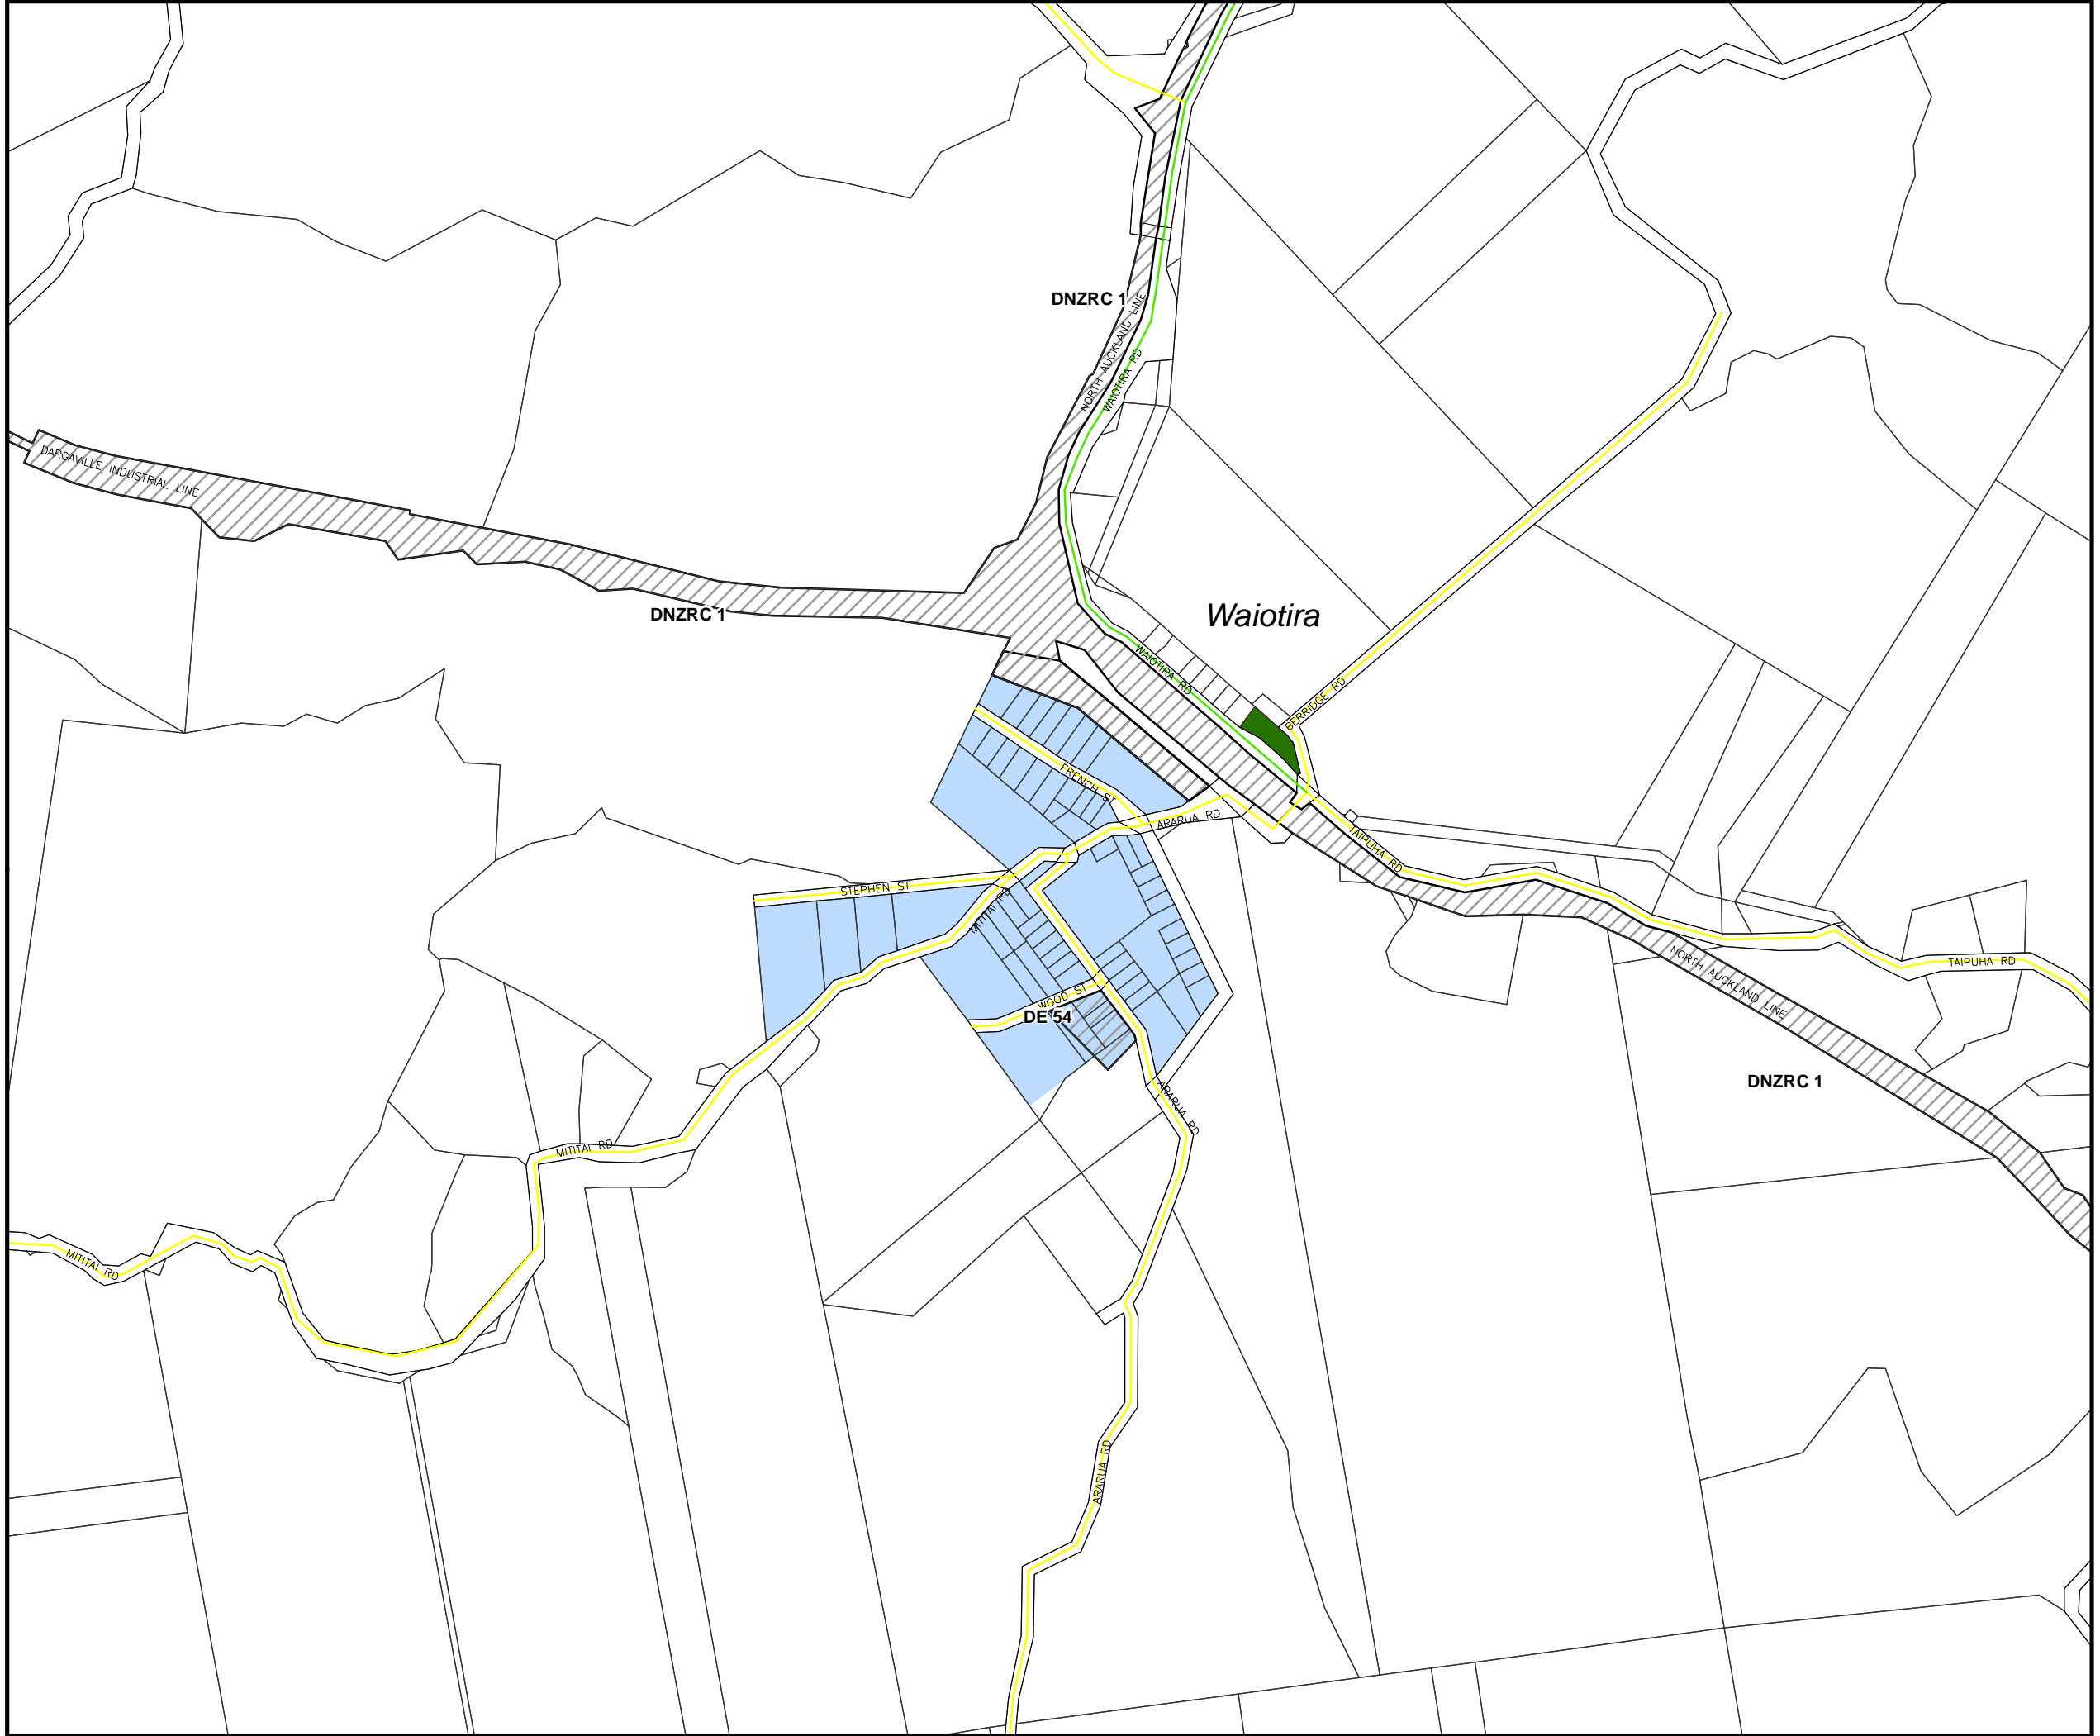 DNZRC 1
NORTH AUCKLAND LINE
WAIOTIRA RD
DARGAVILLE INDUSTRIAL LINE
DNZRC 1
Waiotira
WAIOTIRA RD
BERRIDGE RD
FRENCH ST
ARARUA RD
TAIPUHA RD
STEPHEN ST
MITITAI RD
NORTH AUCKLAND LINE
TAIPUHA RD
WOOD ST
DE 54
DNZRC 1
ARARUA RD
MITITAI RD
MITITAI RD
ARARUA RD